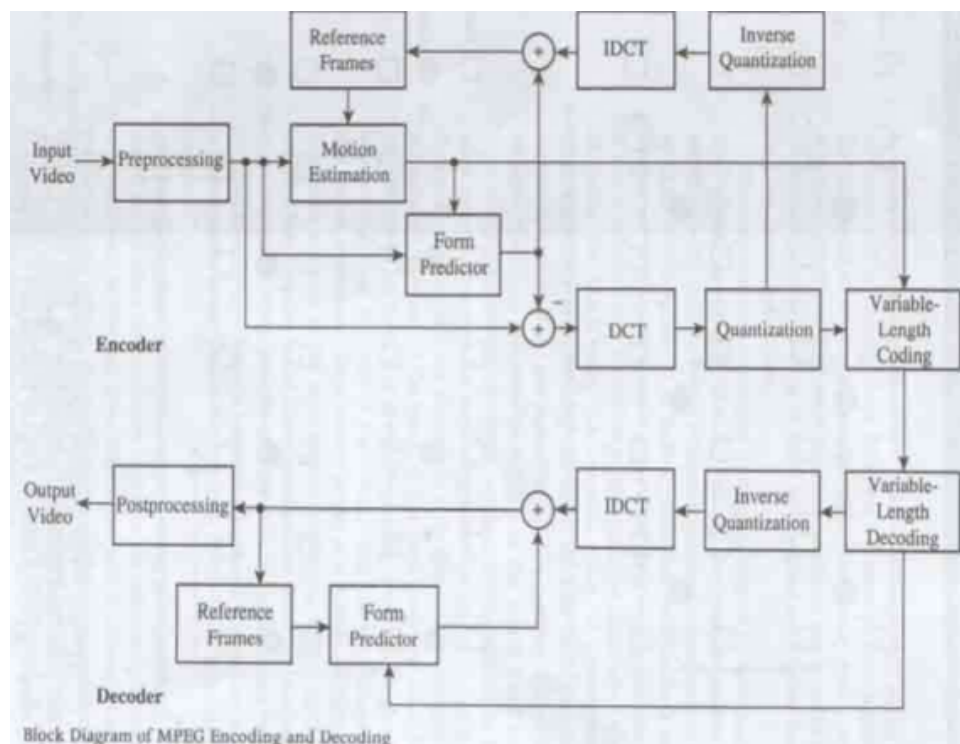 Reference
Frames
+
IDCT
Inverse
Quantization
Input
Video
Preprocessing
Motion
Estimation
Form
Predictor
−
+
DCT
Quantization
Variable-
Length
Coding
Encoder
Output
Video
Postprocessing
+
IDCT
Inverse
Quantization
Variable-
Length
Decoding
Reference
Frames
Form
Predictor
Decoder
Block Diagram of MPEG Encoding and Decoding